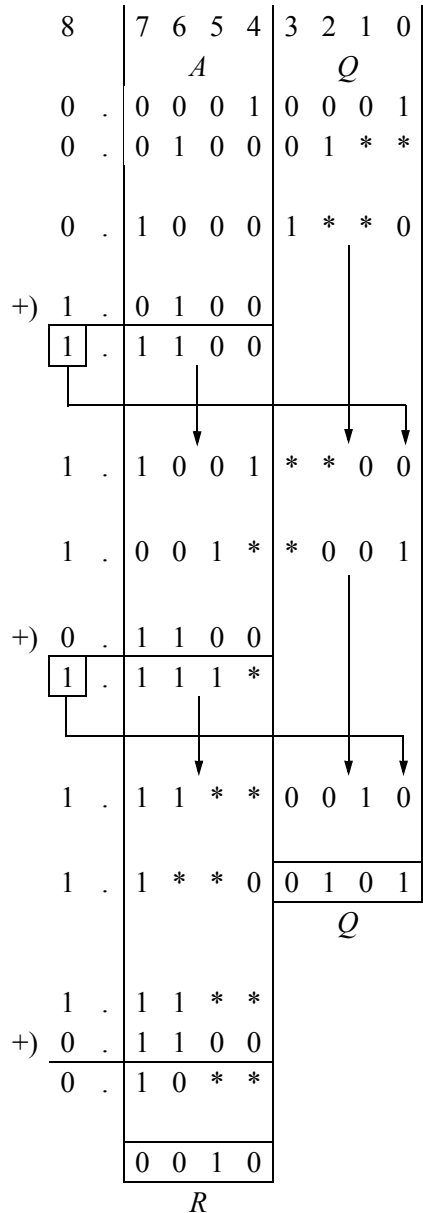 8 7 6 5 4 3 2 1 0
A Q
0 . 0 0 0 1 0 0 0 1
0 . 0 1 0 0 0 1 * *
0 . 1 0 0 0 1 * * 0
+) 1 . 0 1 0 0
1 . 1 1 0 0
1 . 1 0 0 1 * * 0 0
1 . 0 0 1 * * 0 0 1
+) 0 . 1 1 0 0
1 . 1 1 1 *
1 . 1 1 * * 0 0 1 0
1 . 1 * * 0 0 1 0 1
Q
1 . 1 1 * *
+) 0 . 1 1 0 0
0 . 1 0 * *
0 0 1 0
R